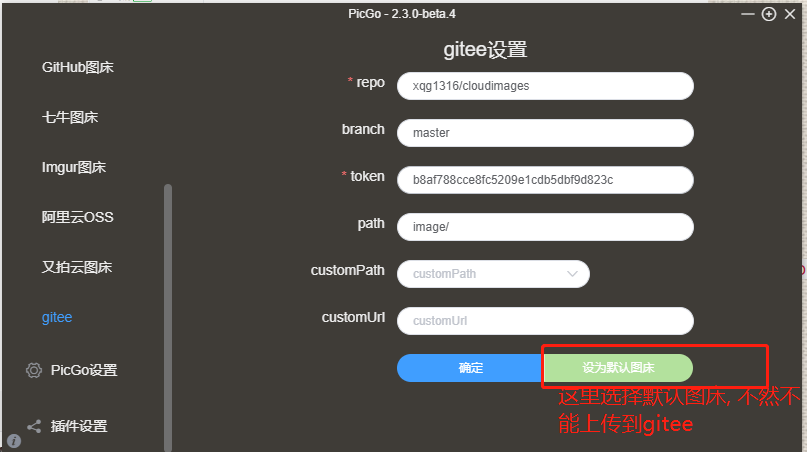 PicGo - 2.3.0-beta.4
gitee设置
GitHub图床
七牛图床
Imgur图床
阿里云OSS
又拍云图床
gitee
PicGo设置
插件设置
* repo
xqg1316/cloudimages
branch
master
* token
b8af788cce8fc5209e1cdb5dbf9d823c
path
image/
customPath
customPath
customUrl
customUrl
确定
设为默认图床
这里选择默认图床, 不然不
能上传到gitee